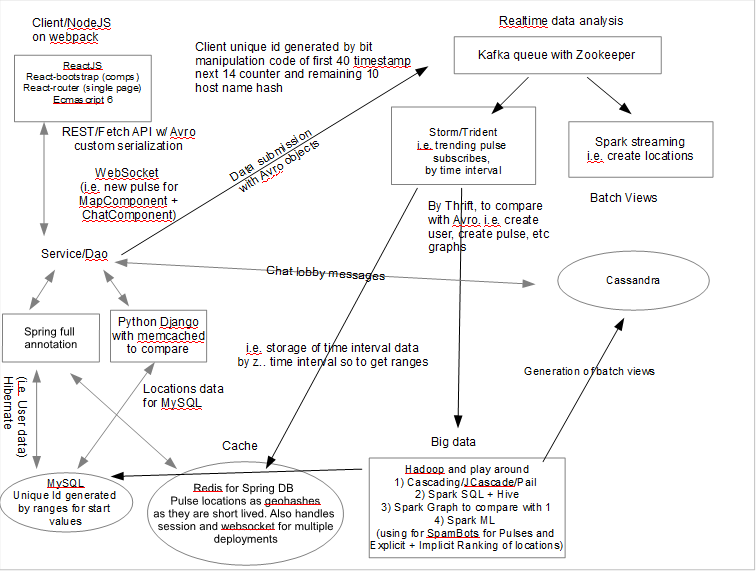 Client/NodeJS
on webpack
ReactJS
React-bootstrap (comps)
React-router (single page)
Ecmascript 6
Client unique id generated by bit
manipulation code of first 40 timestamp
next 14 counter and remaining 10
host name hash
Realtime data analysis
Kafka queue with Zookeeper
REST/Fetch API w/ Avro
custom serialization
Data submission
with Avro objects
Storm/Trident
i.e. trending pulse
subscribes,
by time interval
Spark streaming
i.e. create locations
WebSocket
(i.e. new pulse for
MapComponent +
ChatComponent)
Batch Views
By Thrift, to compare
with Avro. i.e. create
user, create pulse, etc
graphs
Service/Dao
Chat lobby messages
Cassandra
Spring full
annotation
Python Django
with memcached
to compare
i.e. storage of time interval data
by z.. time interval so to get ranges
Generation of batch views
(i.e. User data)
Hibernate
Locations data
for MySQL
Cache
Big data
MySQL
Unique Id generated
by ranges for start
values
Redis for Spring DB
Pulse locations as geohashes
as they are short lived. Also handles
session and websocket for multiple
deployments
Hadoop and play around
1) Cascading/JCascade/Pail
2) Spark SQL + Hive
3) Spark Graph to compare with 1
4) Spark ML
(using for SpamBots for Pulses and
Explicit + Implicit Ranking of locations)